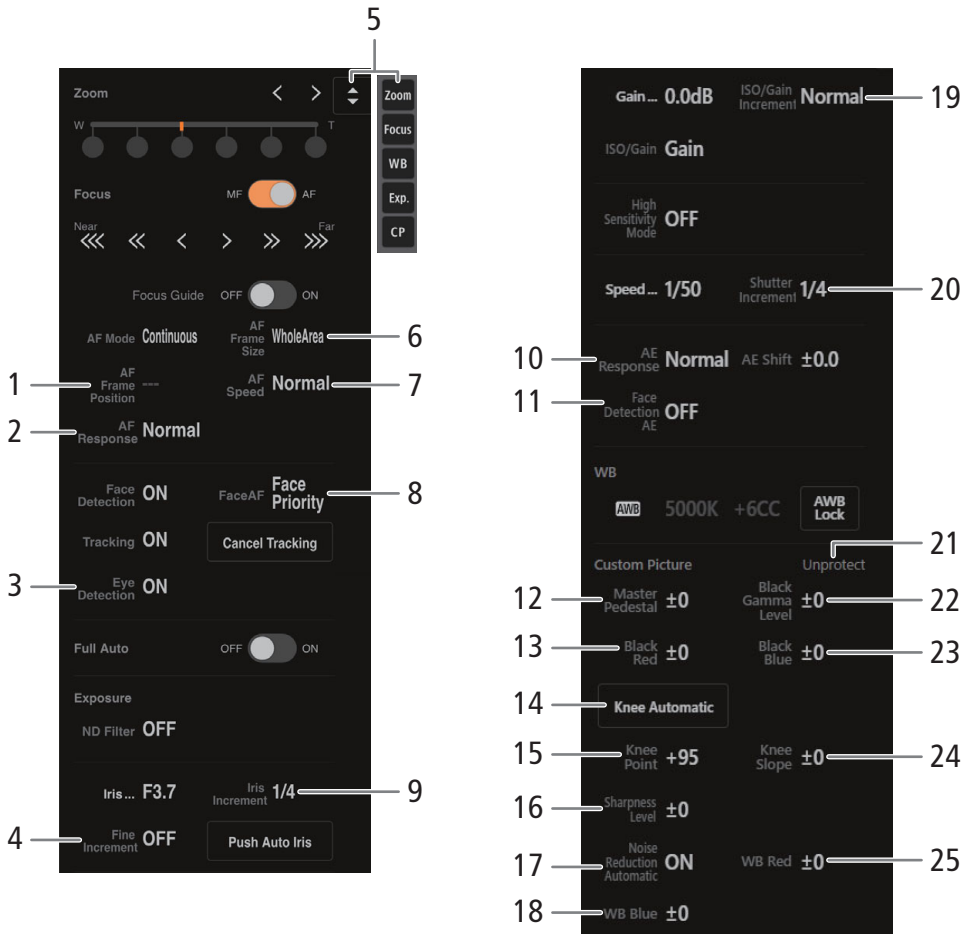 5
Zoom
W T
Zoom
Focus
WB
Exp.
CP
Focus MF AF
Near Far
Focus Guide OFF ON
AF Mode Continuous
AF
Frame
Size
WholeArea
6
1
AF
Frame
Position
---
AF
Speed
Normal
7
2
AF
Response
Normal
Face
Detection
ON
FaceAF
Face
Priority
8
Tracking ON
Cancel Tracking
3
Eye
Detection
ON
Full Auto OFF ON
Exposure
ND Filter OFF
Iris... F3.7
Iris
Increment
1/4
9
4
Fine
Increment
OFF
Push Auto Iris
Gain ... 0.0dB
ISO/Gain
Increment
Normal
19
ISO/Gain Gain
High
Sensitivity
Mode
OFF
Speed ... 1/50
Shutter
Increment
1/4
20
10
AE
Response
Normal
AE Shift ±0.0
11
Face
Detection
AE
OFF
WB
AWB 5000K +6CC
AWB
Lock
21
Custom Picture Unprotect
12
Master
Pedestal
±0
Black
Gamma
Level
±0
22
13
Black
Red
±0
Black
Blue
±0
23
14
Knee Automatic
15
Knee
Point
+95
Knee
Slope
±0
24
16
Sharpness
Level
±0
17
Noise
Reduction
Automatic
ON
WB Red ±0
25
18
WB Blue ±0